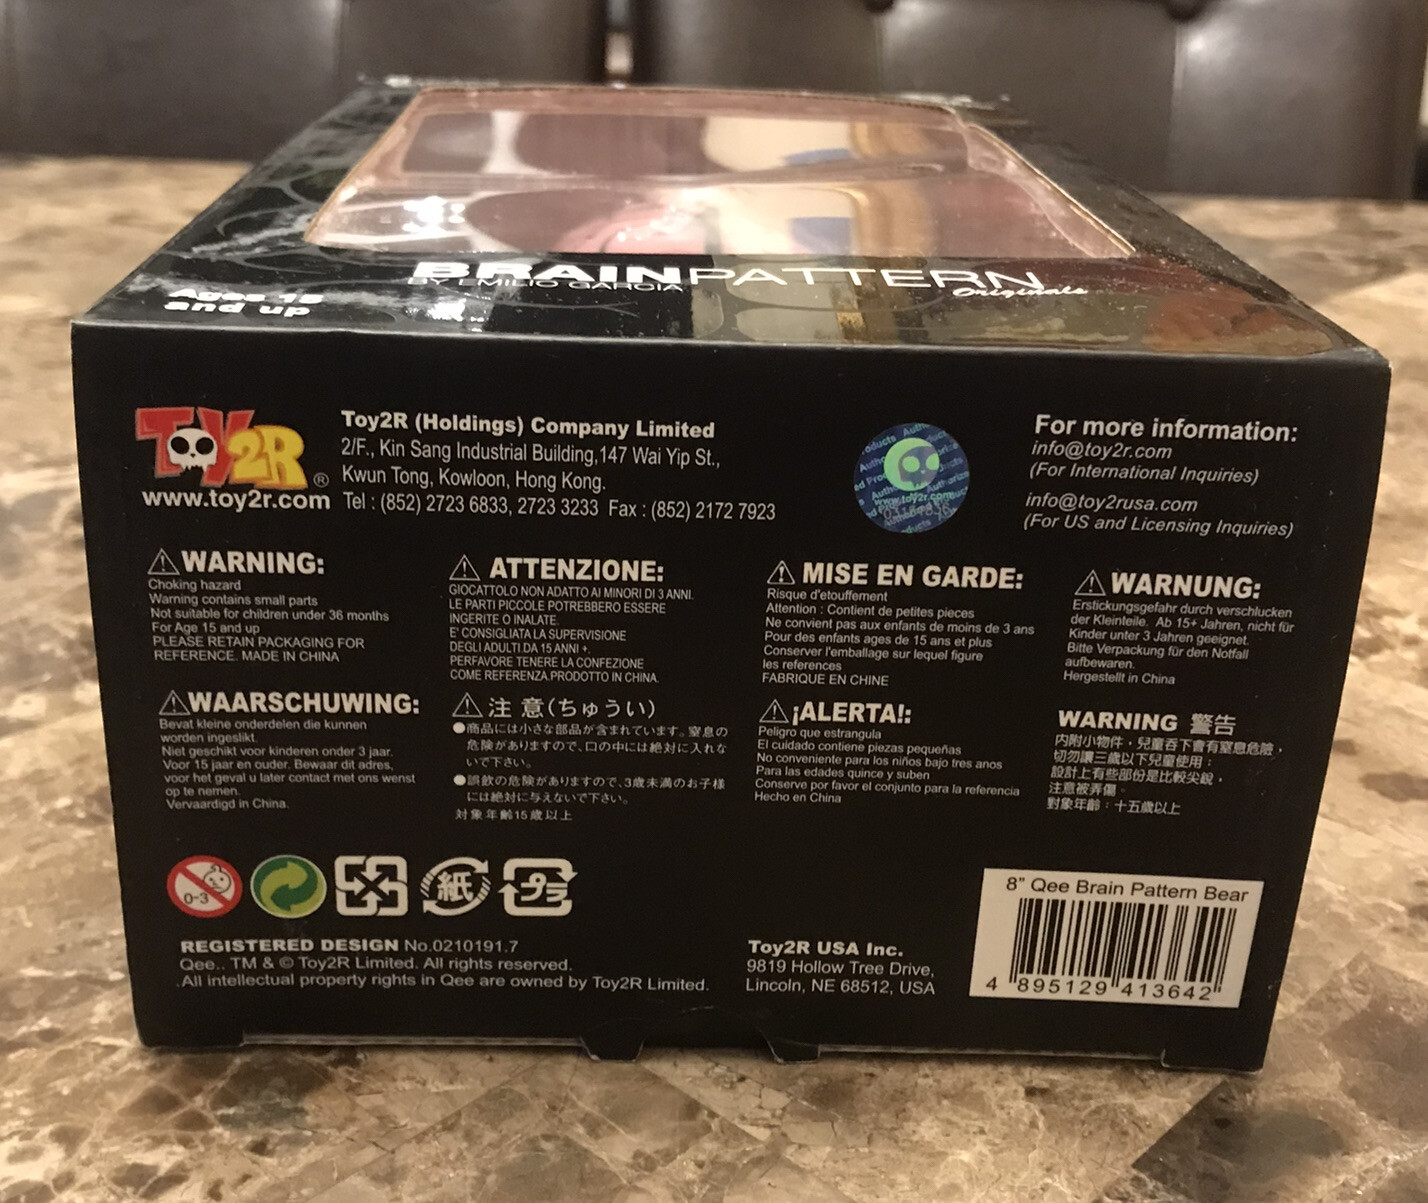 BRAINPATTERN
BY EMILIO GARCIA
Originals
Ages 15
and up
TOY2R®
www.toy2r.com
Toy2R (Holdings) Company Limited
2/F., Kin Sang Industrial Building,147 Wai Yip St.,
Kwun Tong, Kowloon, Hong Kong.
Tel : (852) 2723 6833, 2723 3233 Fax : (852) 2172 7923
www.toy2r.com
For more information:
info@toy2r.com
(For International Inquiries)
info@toy2rusa.com
(For US and Licensing Inquiries)
WARNING:
Choking hazard
Warning contains small parts
Not suitable for children under 36 months
For Age 15 and up
PLEASE RETAIN PACKAGING FOR
REFERENCE. MADE IN CHINA
ATTENZIONE:
GIOCATTOLO NON ADATTO AI MINORI DI 3 ANNI.
LE PARTI PICCOLE POTREBBERO ESSERE
INGERITE O INALATE.
E' CONSIGLIATA LA SUPERVISIONE
DEGLI ADULTI DA 15 ANNI +.
PERFAVORE TENERE LA CONFEZIONE
COME REFERENZA.PRODOTTO IN CHINA.
MISE EN GARDE:
Risque d'etouffement
Attention : Contient de petites pieces
Ne convient pas aux enfants de moins de 3 ans
Pour des enfants ages de 15 ans et plus
Conserver l'emballage sur lequel figure
les references
FABRIQUE EN CHINE
WARNUNG:
Erstickungsgefahr durch verschlucken
der Kleinteile. Ab 15+ Jahren, nicht für
Kinder unter 3 Jahren geeignet.
Bitte Verpackung für den Notfall
aufbewaren.
Hergestellt in China
WAARSCHUWING:
Bevat kleine onderdelen die kunnen
worden ingeslikt.
Niet geschikt voor kinderen onder 3 jaar.
Voor 15 jaar en ouder. Bewaar dit adres,
voor het geval u later contact met ons wenst
op te nemen.
Vervaardigd in China.
注 意(ちゅうい)
●商品には小さな部品が含まれています。窒息の
危険がありますので、口の中には絶対に入れな
いで下さい。
●誤飲の危険がありますので、3歳未満のお子様
には絶対に与えないで下さい。
対象年齢15歳以上
¡ALERTA!:
Peligro que estrangula
El cuidado contiene piezas pequeñas
No conveniente para los niños bajo tres anos
Para las edades quince y suben
Conserve por favor el conjunto para la referencia
Hecho en China
WARNING 警告
內附小物件，兒童吞下會有窒息危險，
切勿讓三歲以下兒童使用；
設計上有些部份是比較尖銳，
注意被弄傷。
對象年齡：十五歲以上
0-3
紙
プラ
REGISTERED DESIGN No.0210191.7
Qee.. TM & © Toy2R Limited. All rights reserved.
.All intellectual property rights in Qee are owned by Toy2R Limited.
Toy2R USA Inc.
9819 Hollow Tree Drive,
Lincoln, NE 68512, USA
8" Qee Brain Pattern Bear
4 895129 413642